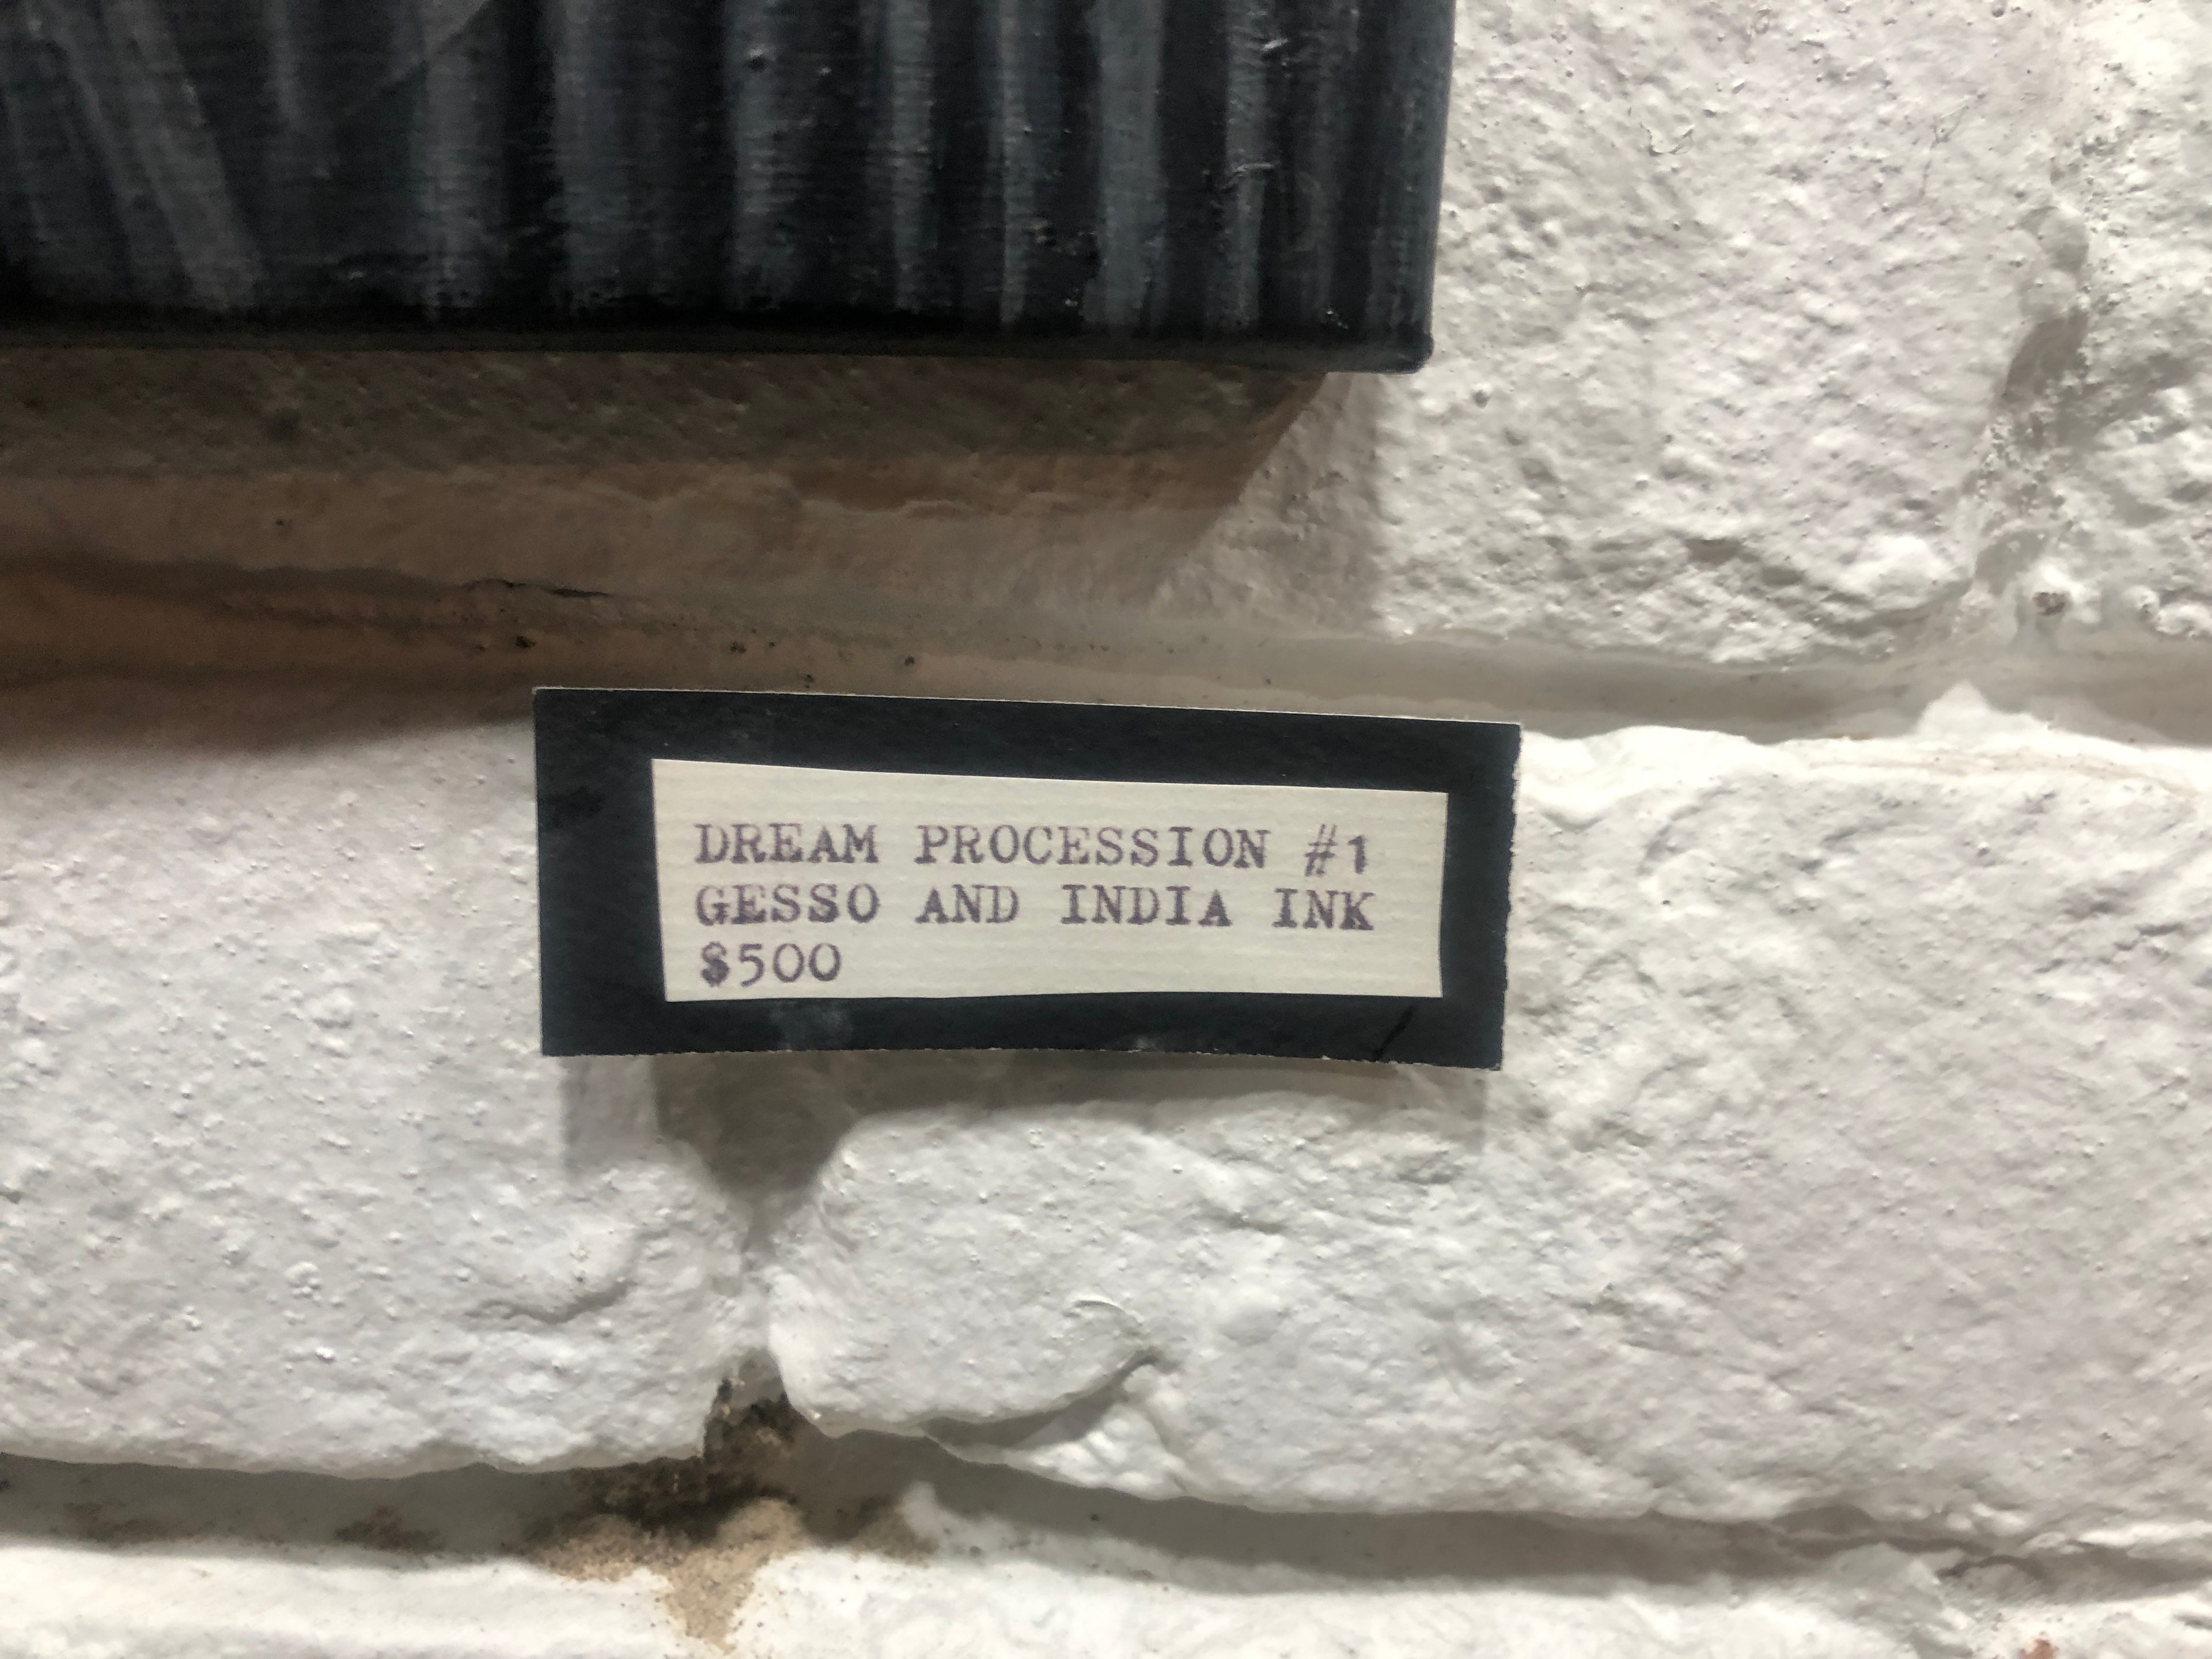 DREAM PROCESSION #1
GESSO AND INDIA INK
$500